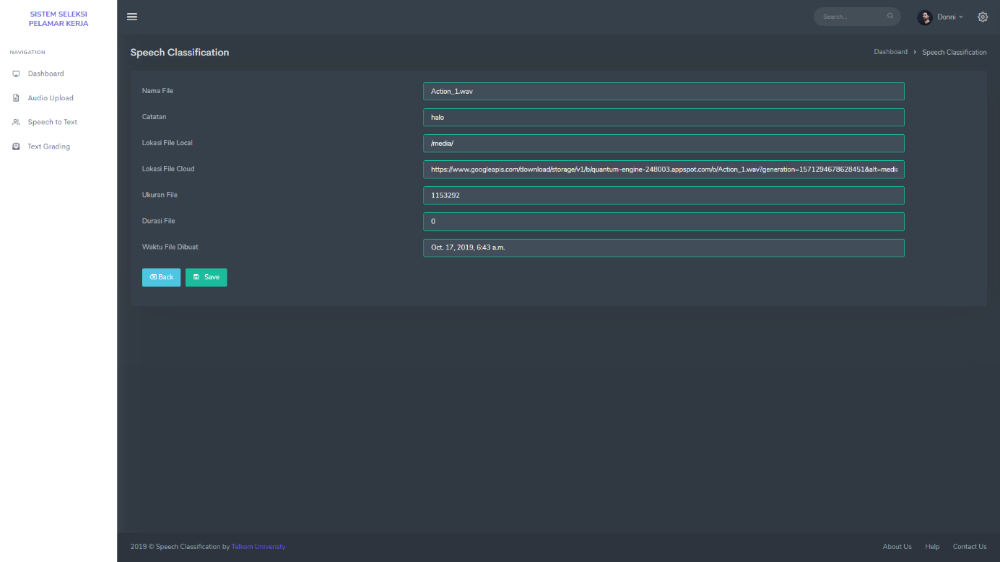 SISTEM SELEKSI
PELAMAR KERJA
Search...
Donni
NAVIGATION
Dashboard
Audio Upload
Speech to Text
Text Grading
Speech Classification
Dashboard > Speech Classification
Nama File
Action_1.wav
Catatan
halo
Lokasi File Local
/media/
Lokasi File Cloud
https://www.googleapis.com/download/storage/v1/b/quantum-engine-248003.appspot.com/o/Action_1.wav?generation=1571294678628451&alt=media
Ukuran File
1153292
Durasi File
0
Waktu File Dibuat
Oct. 17, 2019, 6:43 a.m.
Back
Save
2019 © Speech Classification by Telkom Univeristy
About Us
Help
Contact Us